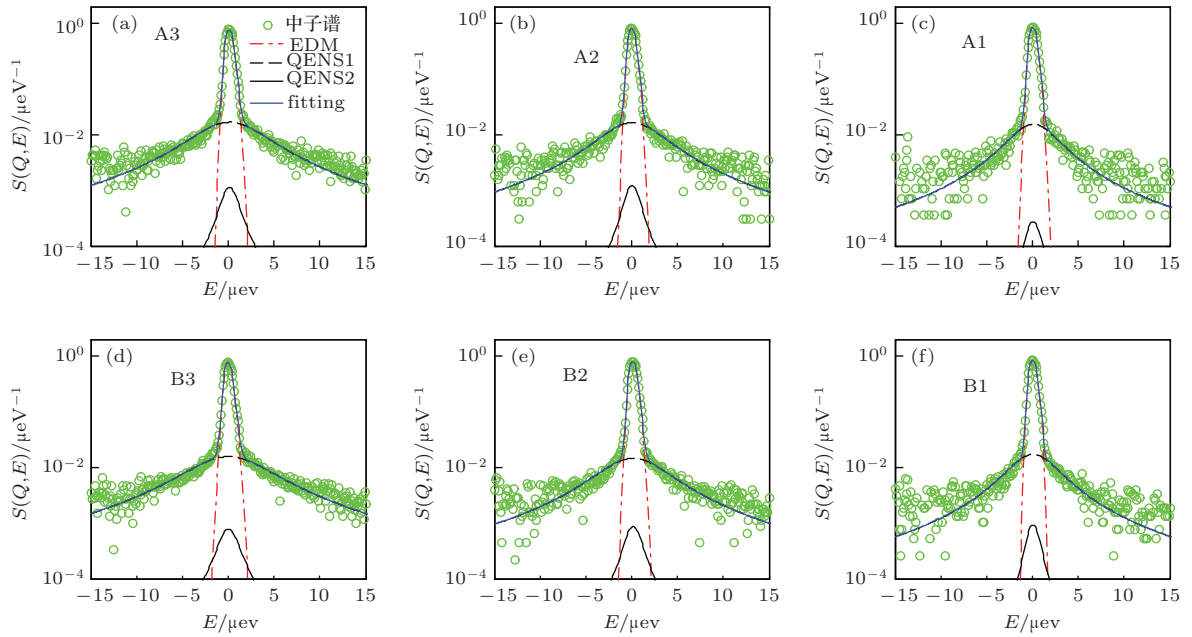 (a)
A3
中子谱
EDM
QENS1
QENS2
fitting
10⁰
10⁻²
10⁻⁴
S(Q,E)/μeV⁻¹
−15 −10 −5 0 5 10 15
E/μev
(b)
A2
10⁰
10⁻²
10⁻⁴
S(Q,E)/μeV⁻¹
−15 −10 −5 0 5 10 15
E/μev
(c)
A1
10⁰
10⁻²
10⁻⁴
S(Q,E)/μeV⁻¹
−15 −10 −5 0 5 10 15
E/μev
(d)
B3
10⁰
10⁻²
10⁻⁴
S(Q,E)/μeV⁻¹
−15 −10 −5 0 5 10 15
E/μev
(e)
B2
10⁰
10⁻²
10⁻⁴
S(Q,E)/μeV⁻¹
−15 −10 −5 0 5 10 15
E/μev
(f)
B1
10⁰
10⁻²
10⁻⁴
S(Q,E)/μeV⁻¹
−15 −10 −5 0 5 10 15
E/μev